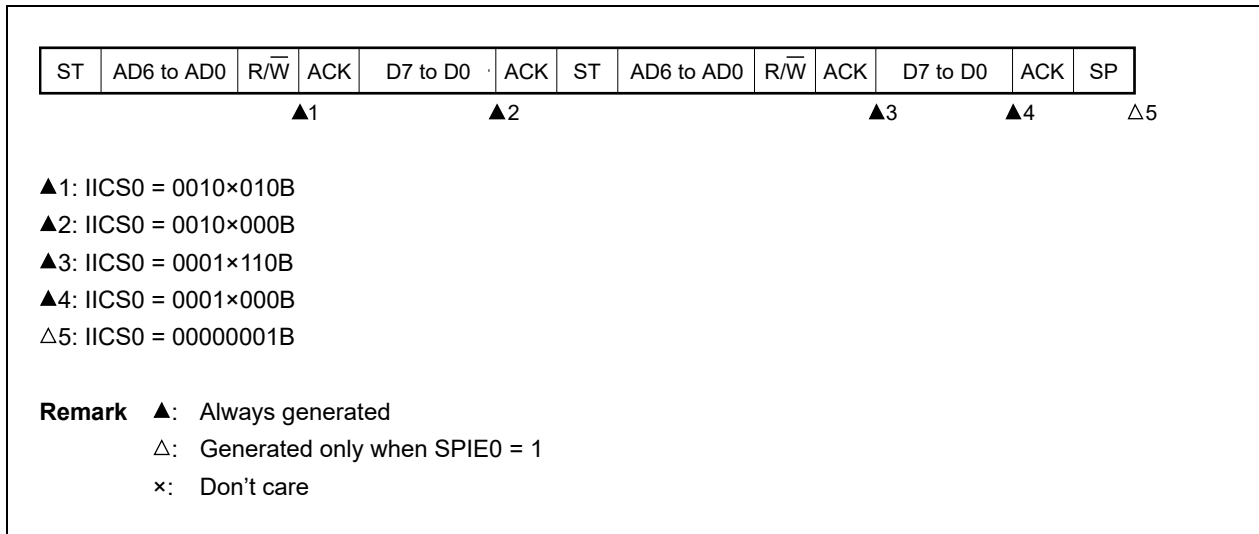 ST AD6 to AD0 R/W̅ ACK D7 to D0 ACK ST AD6 to AD0 R/W̅ ACK D7 to D0 ACK SP
▲1 ▲2 ▲3 ▲4 △5
▲1: IICS0 = 0010×010B
▲2: IICS0 = 0010×000B
▲3: IICS0 = 0001×110B
▲4: IICS0 = 0001×000B
△5: IICS0 = 00000001B
Remark ▲: Always generated
△: Generated only when SPIE0 = 1
×: Don't care